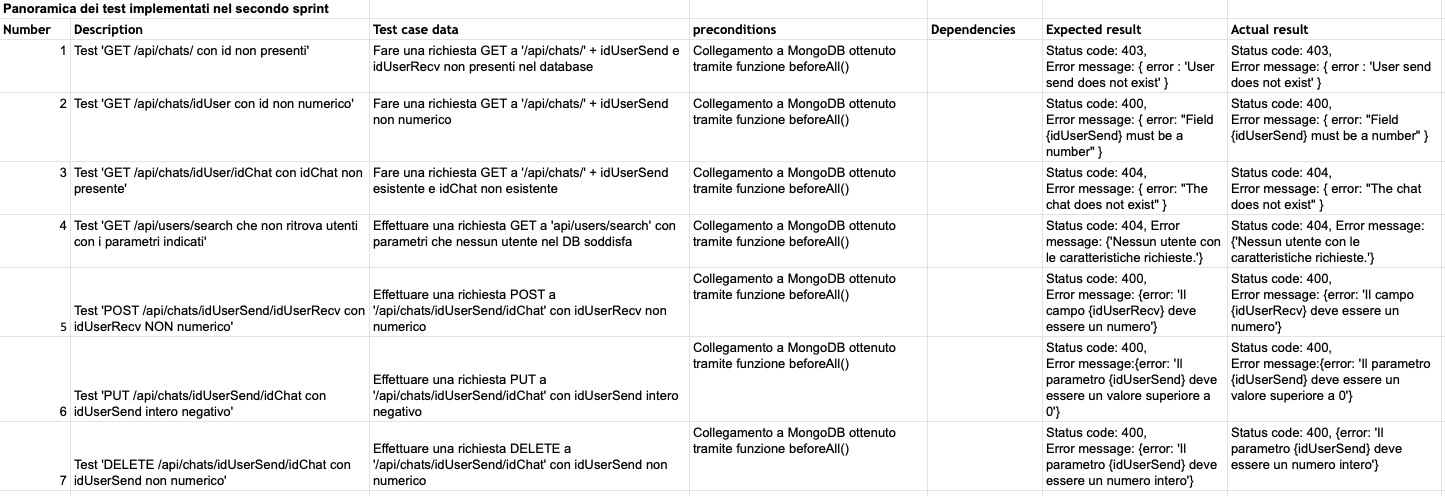 Panoramica dei test implementati nel secondo sprint
Number Description Test case data preconditions Dependencies Expected result Actual result
1 Test 'GET /api/chats/ con id non presenti' Fare una richiesta GET a '/api/chats/' + idUserSend e Collegamento a MongoDB ottenuto Status code: 403, Status code: 403,
idUserRecv non presenti nel database tramite funzione beforeAll() Error message: { error : 'User Error message: { error : 'User send
send does not exist' } does not exist' }
2 Test 'GET /api/chats/idUser con id non numerico' Fare una richiesta GET a '/api/chats/' + idUserSend Collegamento a MongoDB ottenuto Status code: 400, Status code: 400,
non numerico tramite funzione beforeAll() Error message: { error: "Field Error message: { error: "Field
{idUserSend} must be a {idUserSend} must be a number" }
number" }
3 Test 'GET /api/chats/idUser/idChat con idChat non Fare una richiesta GET a '/api/chats/' + idUserSend Collegamento a MongoDB ottenuto Status code: 404, Status code: 404,
presente' esistente e idChat non esistente tramite funzione beforeAll() Error message: { error: "The Error message: { error: "The chat
chat does not exist" } does not exist" }
4 Test 'GET /api/users/search che non ritrova utenti Effettuare una richiesta GET a 'api/users/search' con Collegamento a MongoDB ottenuto Status code: 404, Error Status code: 404, Error message:
con i parametri indicati' parametri che nessun utente nel DB soddisfa tramite funzione beforeAll() message: {'Nessun utente con {'Nessun utente con le
le caratteristiche richieste.'} caratteristiche richieste.'}
Collegamento a MongoDB ottenuto Status code: 400, Status code: 400,
Effettuare una richiesta POST a tramite funzione beforeAll() Error message: {error: 'Il Error message: {error: 'Il campo
Test 'POST /api/chats/idUserSend/idUserRecv con '/api/chats/idUserSend/idChat' con idUserRecv non campo {idUserRecv} deve {idUserRecv} deve essere un
5 idUserRecv NON numerico' numerico essere un numero'} numero'}
Collegamento a MongoDB ottenuto Status code: 400, Status code: 400,
tramite funzione beforeAll() Error message:{error: 'Il Error message:{error: 'Il parametro
Effettuare una richiesta PUT a parametro {idUserSend} deve {idUserSend} deve essere un
Test 'PUT /api/chats/idUserSend/idChat con '/api/chats/idUserSend/idChat' con idUserSend intero essere un valore superiore a valore superiore a 0'}
6 idUserSend intero negativo' negativo 0'}
Collegamento a MongoDB ottenuto Status code: 400, Status code: 400, {error: 'Il
Effettuare una richiesta DELETE a tramite funzione beforeAll() Error message: {error: 'Il parametro {idUserSend} deve
Test 'DELETE /api/chats/idUserSend/idChat con '/api/chats/idUserSend/idChat' con idUserSend non parametro {idUserSend} deve essere un numero intero'}
7 idUserSend non numerico' numerico essere un numero intero'}